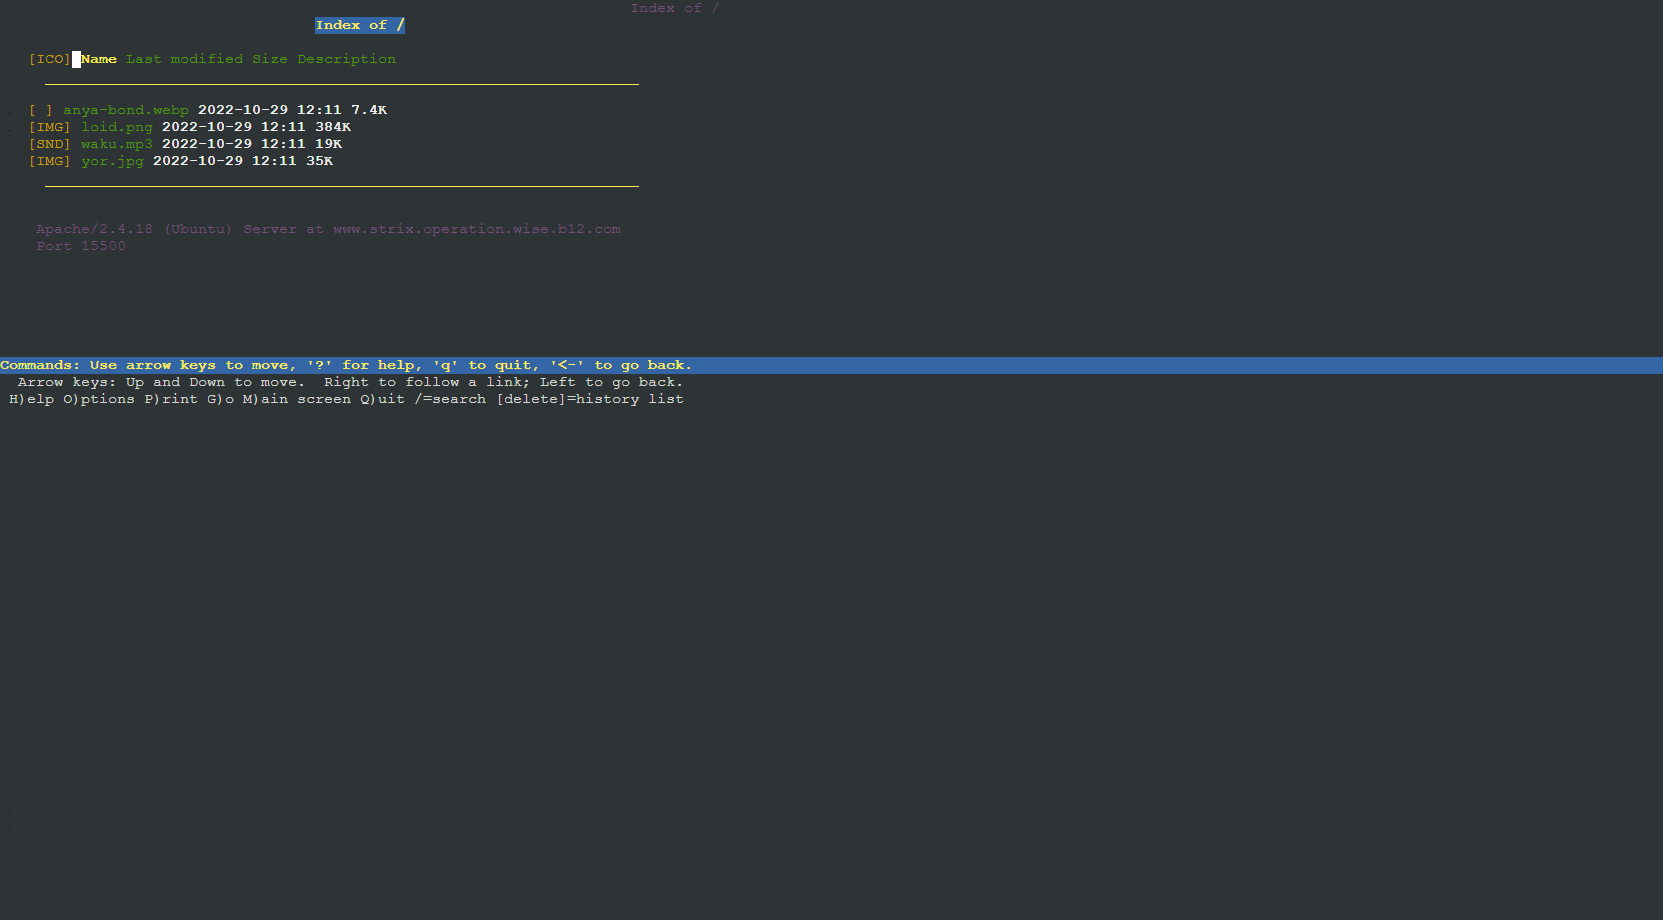 Index of /
Index of /
[ICO] Name Last modified Size Description
[ ] anya-bond.webp 2022-10-29 12:11 7.4K
[IMG] loid.png 2022-10-29 12:11 384K
[SND] waku.mp3 2022-10-29 12:11 19K
[IMG] yor.jpg 2022-10-29 12:11 35K
Apache/2.4.18 (Ubuntu) Server at www.strix.operation.wise.b12.com
Port 15500
Commands: Use arrow keys to move, '?' for help, 'q' to quit, '<-' to go back.
Arrow keys: Up and Down to move.  Right to follow a link; Left to go back.
H)elp O)ptions P)rint G)o M)ain screen Q)uit /=search [delete]=history list